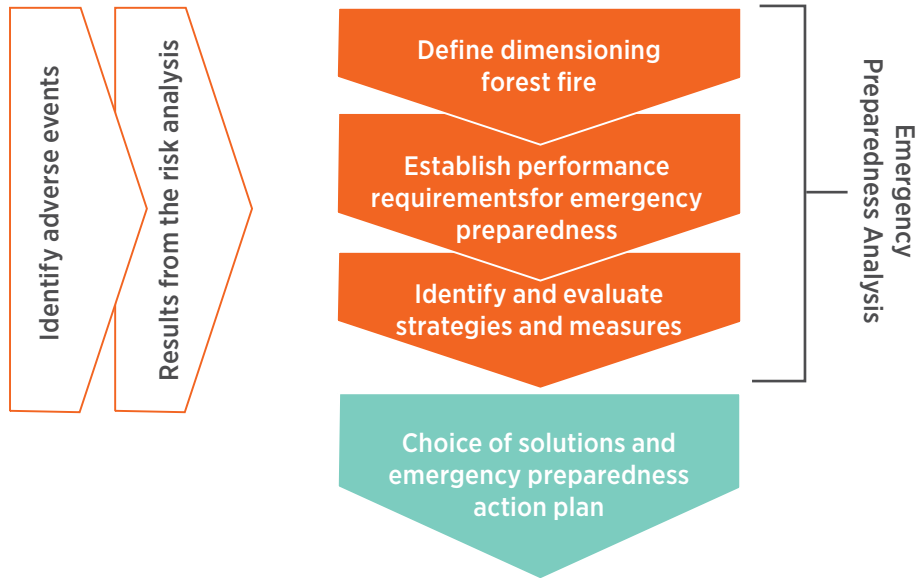 Identify adverse events
Results from the risk analysis
Define dimensioning
forest fire
Establish performance
requirementsfor emergency
preparedness
Identify and evaluate
strategies and measures
Choice of solutions and
emergency preparedness
action plan
Emergency
Preparedness Analysis